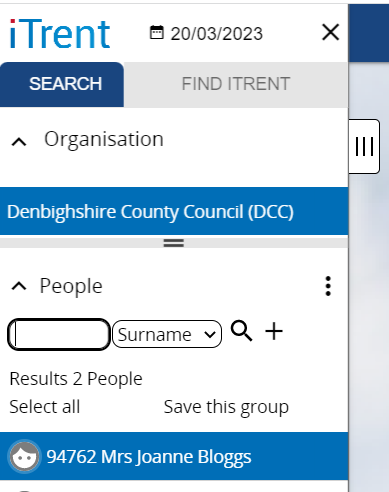 iTrent 20/03/2023
SEARCH FIND ITRENT
Organisation
Denbighshire County Council (DCC)
People
Surname
Results 2 People
Select all Save this group
94762 Mrs Joanne Bloggs